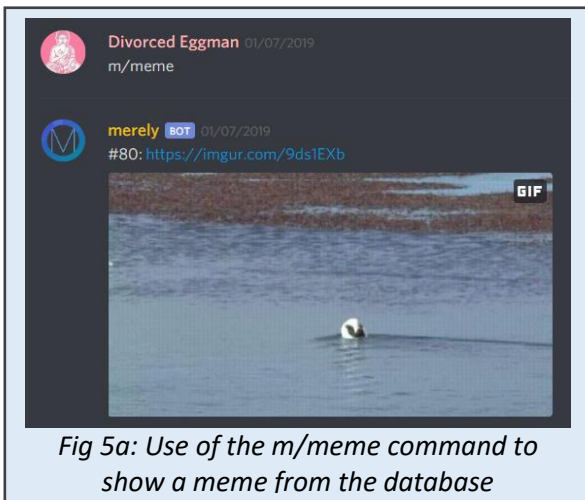 Divorced Eggman 01/07/2019
m/meme
merely BOT 01/07/2019
#80: https://imgur.com/9ds1EXb
GIF
Fig 5a: Use of the m/meme command to
show a meme from the database